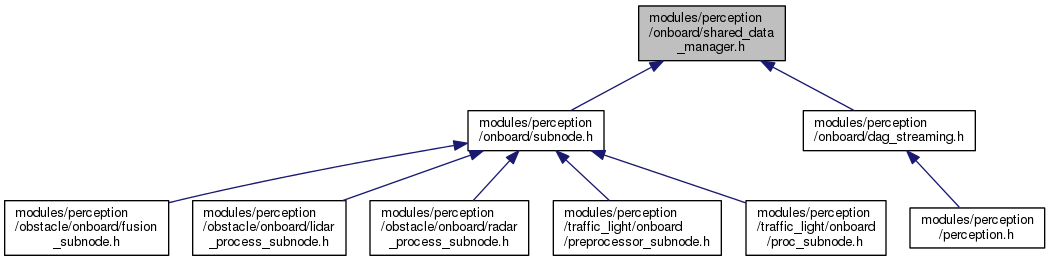 modules/perception
/onboard/shared_data
_manager.h
modules/perception
/onboard/subnode.h
modules/perception
/onboard/dag_streaming.h
modules/perception
/obstacle/onboard/fusion
_subnode.h
modules/perception
/obstacle/onboard/lidar
_process_subnode.h
modules/perception
/obstacle/onboard/radar
_process_subnode.h
modules/perception
/traffic_light/onboard
/preprocessor_subnode.h
modules/perception
/traffic_light/onboard
/proc_subnode.h
modules/perception
/perception.h